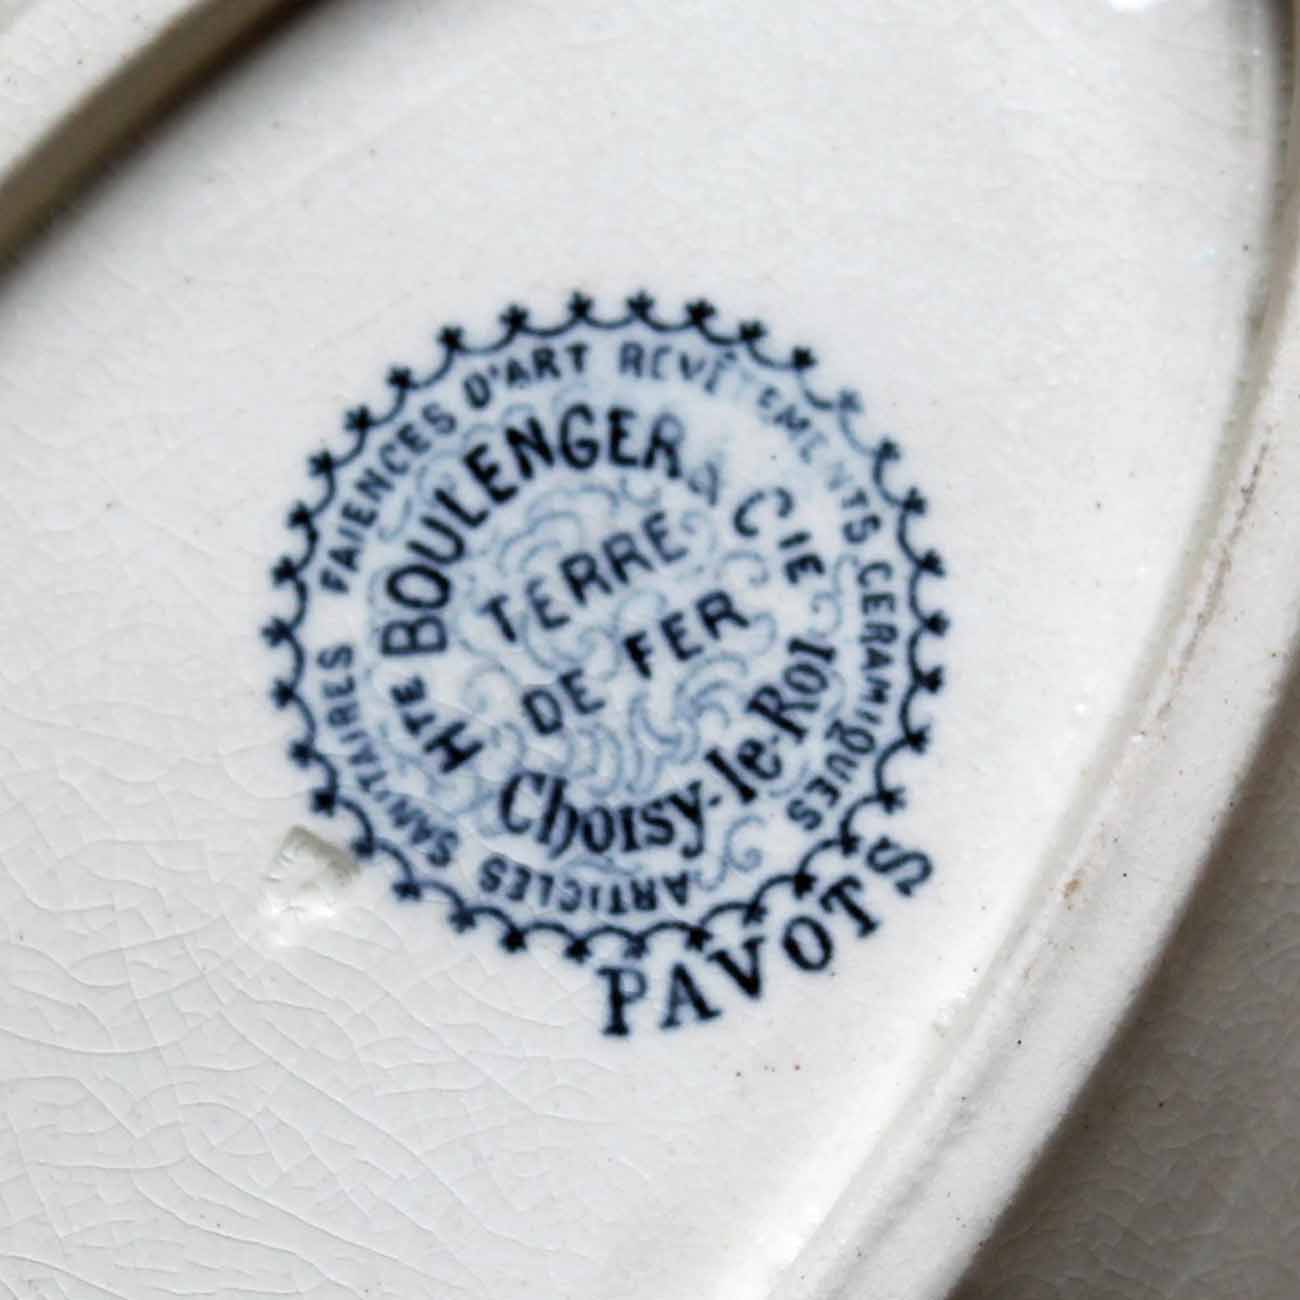 FAIENCES D'ART REVÊTEMENTS CERAMIQUES
ARTICLES SANITAIRES
HTE BOULENGER & CIE
TERRE
DE FER
Choisy-le-Roi
PAVOTS